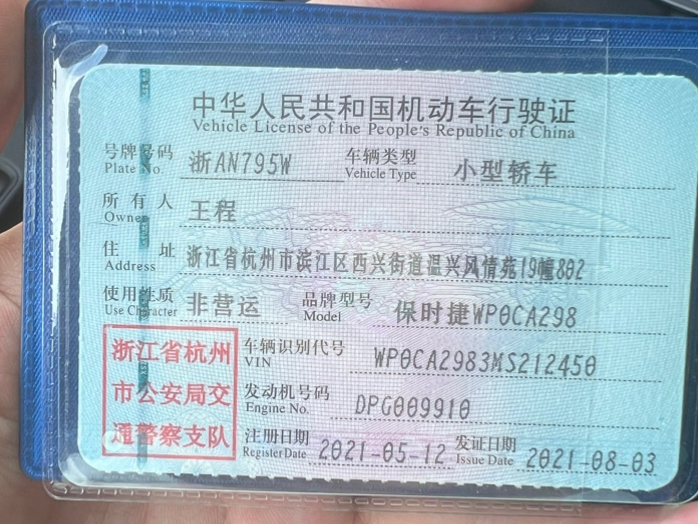 中华人民共和国机动车行驶证
Vehicle License of the People's Republic of China
号牌号码 浙AN795W 车辆类型 小型轿车
Plate No. Vehicle Type
所有人 王程
Owner
住址 浙江省杭州市滨江区西兴街道温兴风情苑19幢802
Address
使用性质 非营运 品牌型号 保时捷WP0CA298
Use Character Model
浙江省杭州
市公安局交
通警察支队
车辆识别代号 WP0CA2983MS212450
VIN
发动机号码 DPG009910
Engine No.
注册日期 2021-05-12 发证日期 2021-08-03
Register Date Issue Date